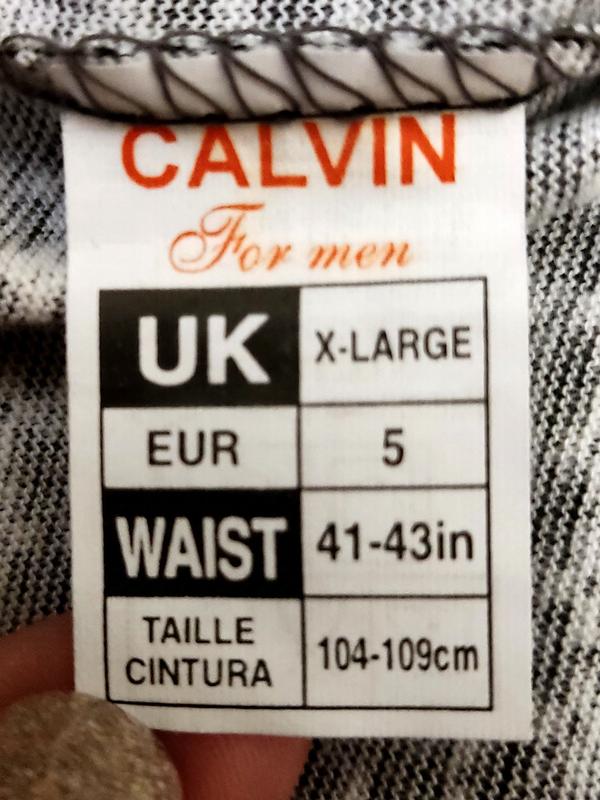 CALVIN
For men
UK X-LARGE
EUR 5
WAIST 41-43in
TAILLE
CINTURA 104-109cm